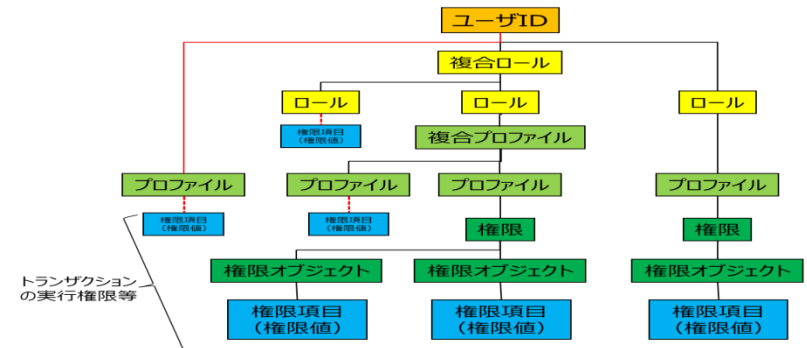 ユーザID
複合ロール
ロール
ロール
ロール
権限項目
(権限値)
複合プロファイル
プロファイル
プロファイル
プロファイル
プロファイル
権限項目
(権限値)
権限項目
(権限値)
権限
権限
トランザクション
の実行権限等
権限オブジェクト
権限オブジェクト
権限オブジェクト
権限項目
(権限値)
権限項目
(権限値)
権限項目
(権限値)